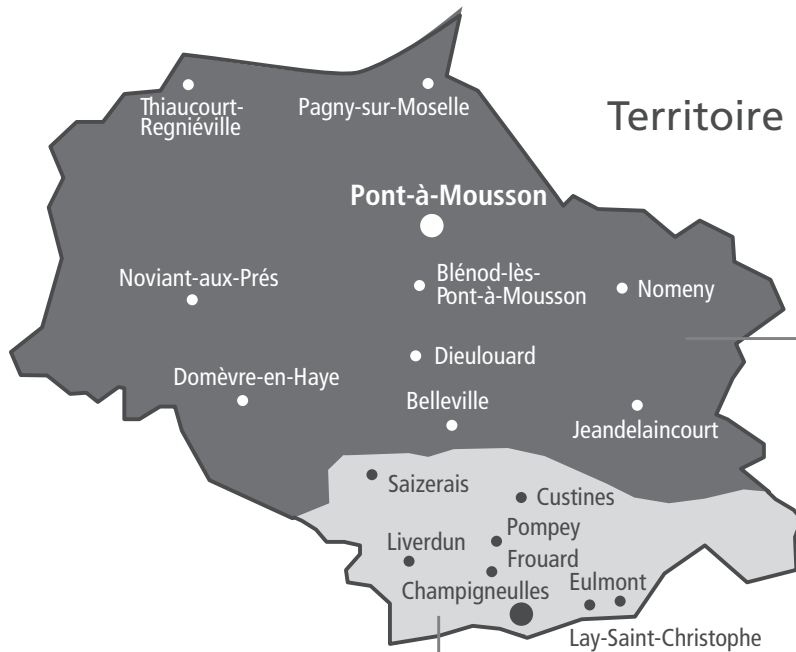 Thiaucourt-
Regniéville
Pagny-sur-Moselle
Territoire
Pont-à-Mousson
Noviant-aux-Prés
Blénod-lès-
Pont-à-Mousson
Nomeny
Dieulouard
Domèvre-en-Haye
Belleville
Jeandelaincourt
Saizerais
Custines
Pompey
Liverdun
Frouard
Champigneulles
Eulmont
Lay-Saint-Christophe